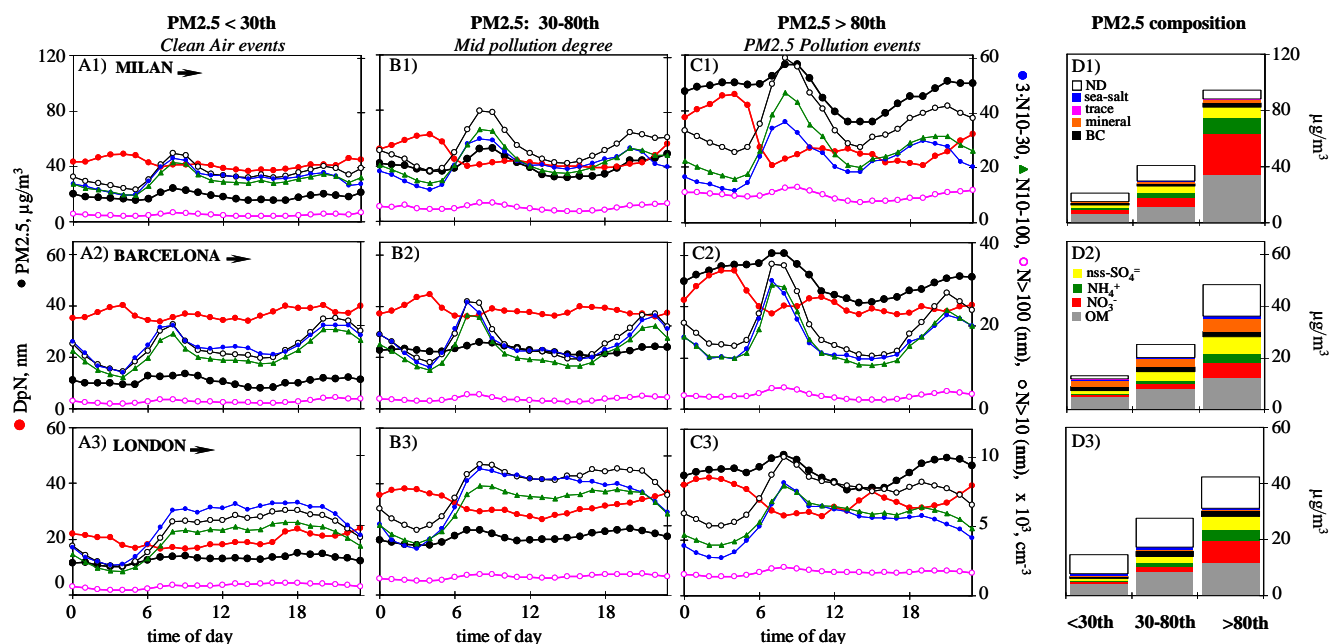 PM2.5 < 30th
PM2.5: 30-80th
PM2.5 > 80th
PM2.5 composition
Clean Air events
Mid pollution degree
PM2.5 Pollution events
A1) MILAN
B1)
C1)
D1)
120
80
40
0
60
40
20
0
120
80
40
0
µg/m³
ND
sea-salt
trace
mineral
BC
A2) BARCELONA
B2)
C2)
D2)
60
40
20
0
40
20
0
60
40
20
0
µg/m³
nss-SO₄⁼
NH₄⁺
NO₃⁻
OM
A3) LONDON
B3)
C3)
D3)
60
40
20
0
10
5
0
60
40
20
0
µg/m³
0 6 12 18
0 6 12 18
0 6 12 18
time of day
time of day
time of day
<30th 30-80th >80th
DpN, nm
PM2.5, µg/m³
3·N10-30, N10-100, N>100 (nm), N>10 (nm), x 10³, cm⁻³